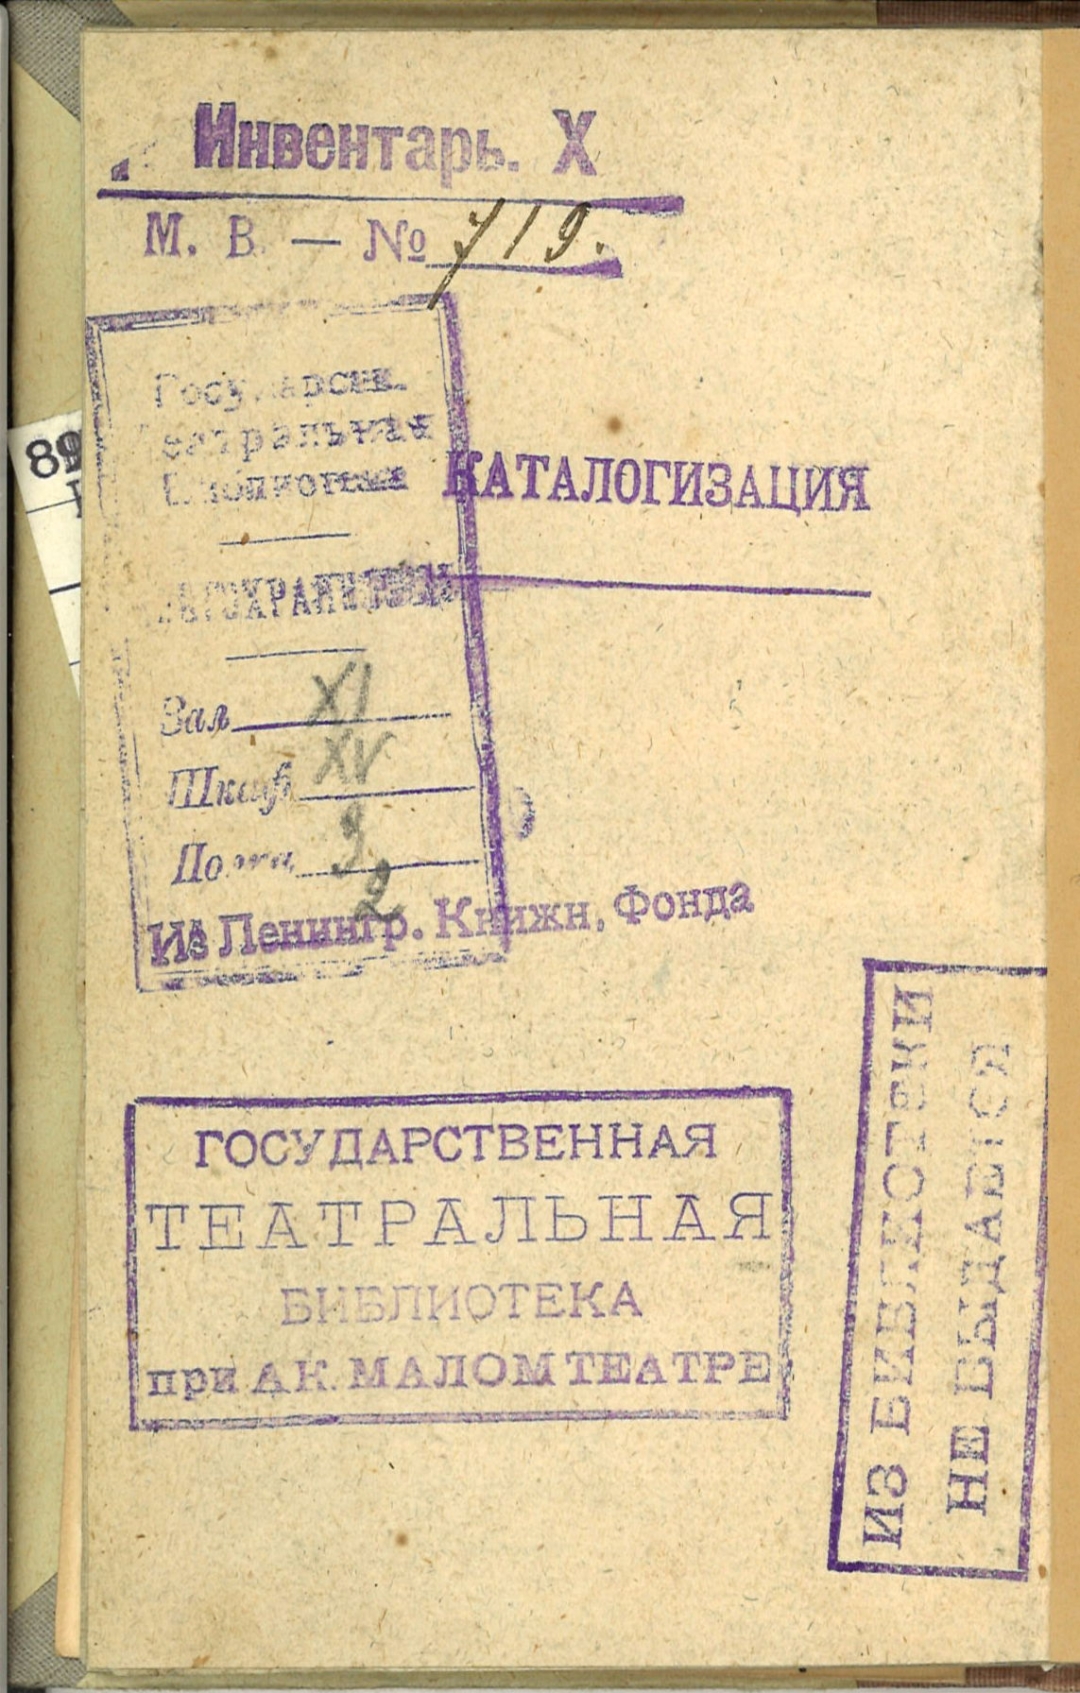 Инвентарь. X
М. В. — № 719.
Государств.
Театральная
Библиотека
КАТАЛОГИЗАЦИЯ
Зал XI
Шкаф XV
Полка 3
2
Из Ленингр. Книжн. Фонда
ГОСУДАРСТВЕННАЯ
ТЕАТРАЛЬНАЯ
БИБЛИОТЕКА
при АК. МАЛОМ ТЕАТРЕ
ИЗ БИБЛИОТЕКИ
НЕ ВЫДАЕТСЯ